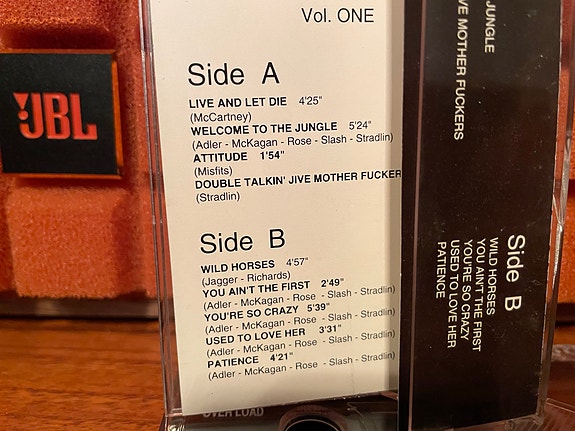 Vol. ONE
JBL
Side A
LIVE AND LET DIE 4'25"
(McCartney)
WELCOME TO THE JUNGLE 5'24"
(Adler - McKagan - Rose - Slash - Stradlin)
ATTITUDE 1'54"
(Misfits)
DOUBLE TALKIN' JIVE MOTHER FUCKER
(Stradlin)
Side B
WILD HORSES 4'57"
(Jagger - Richards)
YOU AIN'T THE FIRST 2'49"
(Adler - McKagan - Rose - Slash - Stradlin)
YOU'RE SO CRAZY 5'39"
(Adler - McKagan - Rose - Slash - Stradlin)
USED TO LOVE HER 3'31"
(Adler - McKagan - Rose - Slash - Stradlin)
PATIENCE 4'21"
(Adler - McKagan - Rose - Slash - Stradlin)
OVER LOAD
JUNGLE
JIVE MOTHER FUCKERS
Side B
WILD HORSES
YOU AIN'T THE FIRST
YOU'RE SO CRAZY
USED TO LOVE HER
PATIENCE